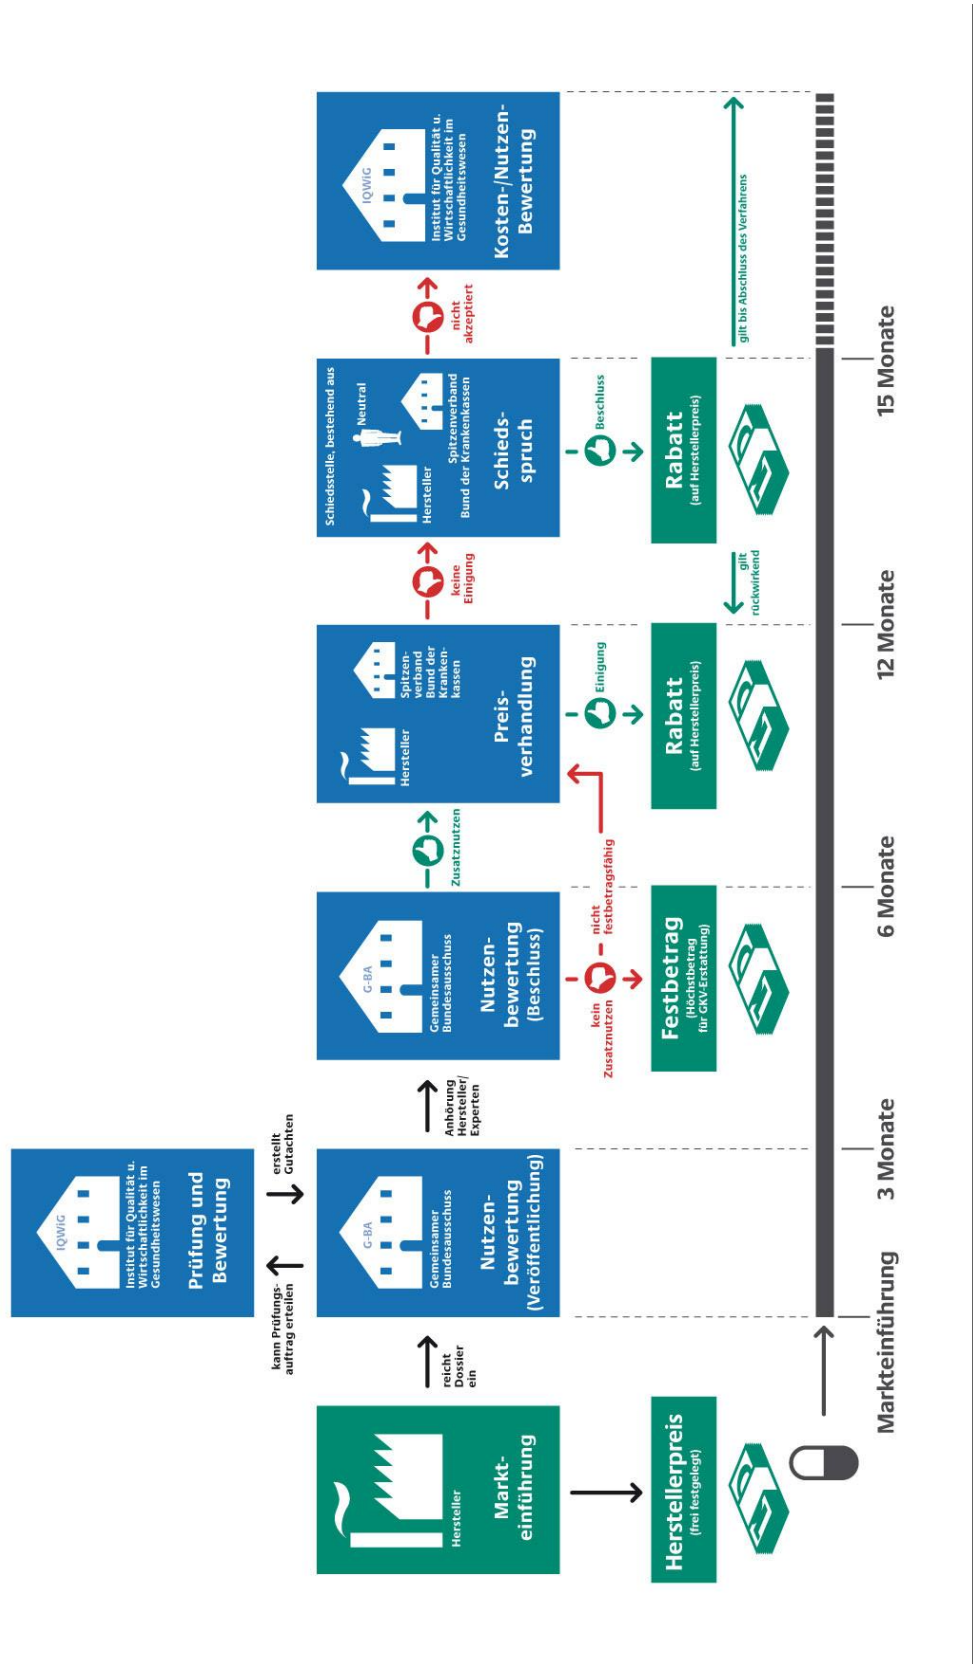 IQWiG
Institut für Qualität u.
Wirtschaftlichkeit im
Gesundheitswesen
Prüfung und
Bewertung
kann Prüfungs-
auftrag erteilen
erstellt
Gutachten
Hersteller
Markt-
einführung
reicht
Dossier
ein
G-BA
Gemeinsamer
Bundesausschuss
Nutzen-
bewertung
(Veröffentlichung)
Anhörung
Hersteller/
Experten
G-BA
Gemeinsamer
Bundesausschuss
Nutzen-
bewertung
(Beschluss)
Zusatznutzen
Hersteller
Spitzen-
verband
Bund der
Kranken-
kassen
Preis-
verhandlung
keine
Einigung
Schiedsstelle, bestehend aus
Neutral
Hersteller
Spitzenverband
Bund der Krankenkassen
Schieds-
spruch
nicht
akzeptiert
IQWiG
Institut für Qualität u.
Wirtschaftlichkeit im
Gesundheitswesen
Kosten-/Nutzen-
Bewertung
kein
Zusatznutzen
nicht
festbetragsfähig
Einigung
Beschluss
Herstellerpreis
(frei festgelegt)
Festbetrag
(Höchstbetrag
für GKV-Erstattung)
Rabatt
(auf Herstellerpreis)
Rabatt
(auf Herstellerpreis)
gilt
rückwirkend
gilt bis Abschluss des Verfahrens
Markteinführung
3 Monate
6 Monate
12 Monate
15 Monate